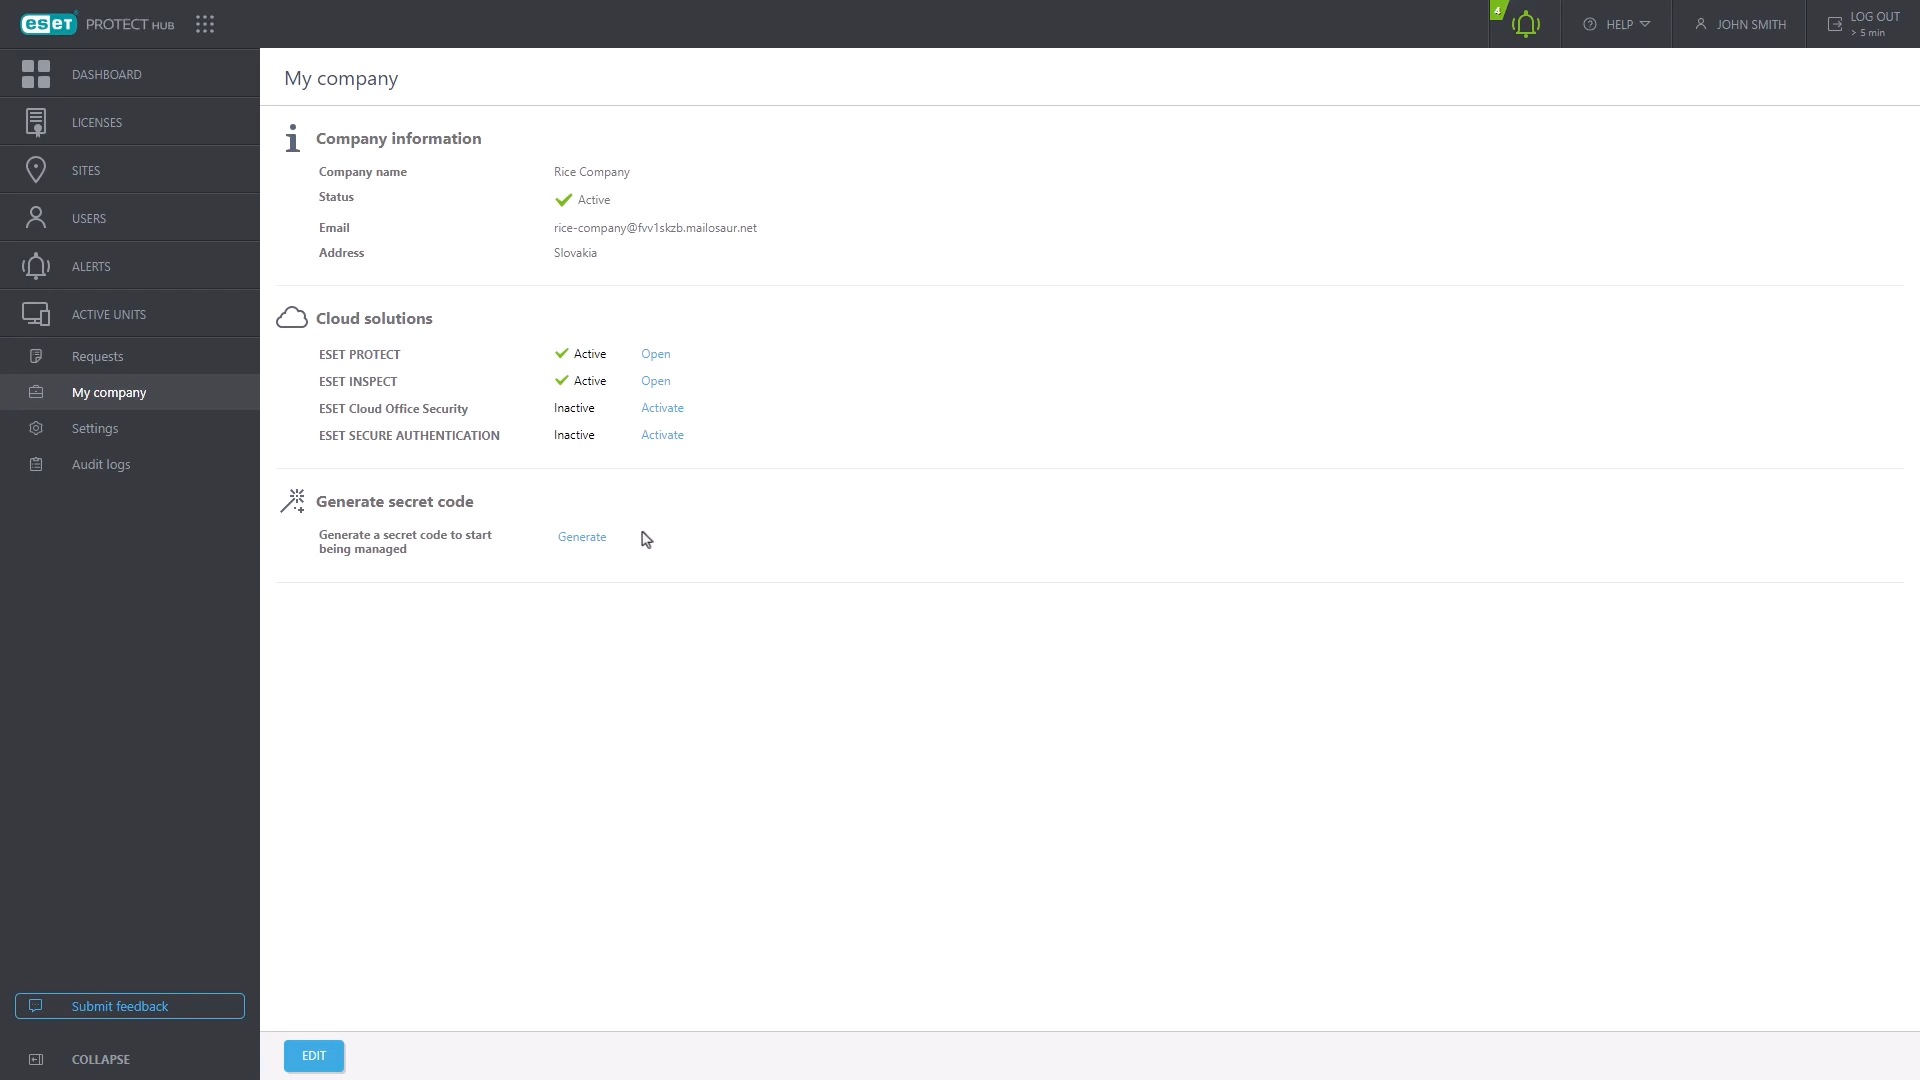 eseT PROTECT HUB
4
HELP
JOHN SMITH
LOG OUT
> 5 min
DASHBOARD
LICENSES
SITES
USERS
ALERTS
ACTIVE UNITS
Requests
My company
Settings
Audit logs
Submit feedback
COLLAPSE
My company
Company information
Company name Rice Company
Status Active
Email rice-company@fvv1skzb.mailosaur.net
Address Slovakia
Cloud solutions
ESET PROTECT Active Open
ESET INSPECT Active Open
ESET Cloud Office Security Inactive Activate
ESET SECURE AUTHENTICATION Inactive Activate
Generate secret code
Generate a secret code to start
being managed
Generate
EDIT